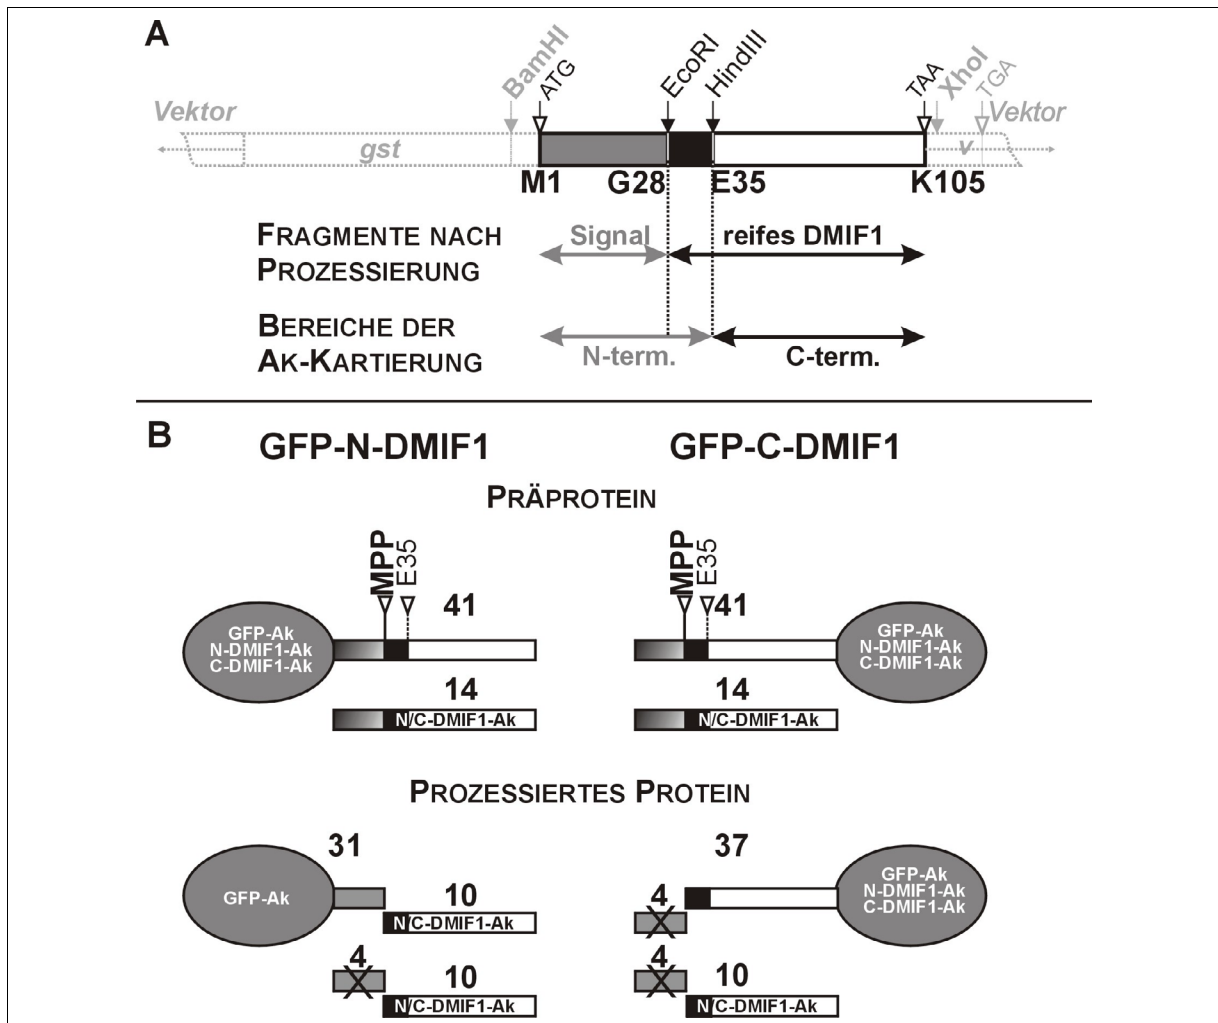 A
BamHI
ATG
EcoRI
HindIII
TAA
XhoI
TGA
Vektor
Vektor
gst
v
M1
G28
E35
K105
FRAGMENTE NACH
PROZESSIERUNG
Signal
reifes DMIF1
BEREICHE DER
AK-KARTIERUNG
N-term.
C-term.
B
GFP-N-DMIF1
GFP-C-DMIF1
PRÄPROTEIN
MPP
E35
41
MPP
E35
41
GFP-Ak
N-DMIF1-Ak
C-DMIF1-Ak
GFP-Ak
N-DMIF1-Ak
C-DMIF1-Ak
14
N/C-DMIF1-Ak
14
N/C-DMIF1-Ak
PROZESSIERTES PROTEIN
31
37
GFP-Ak
10
N/C-DMIF1-Ak
4
GFP-Ak
N-DMIF1-Ak
C-DMIF1-Ak
4
10
N/C-DMIF1-Ak
4
10
N/C-DMIF1-Ak